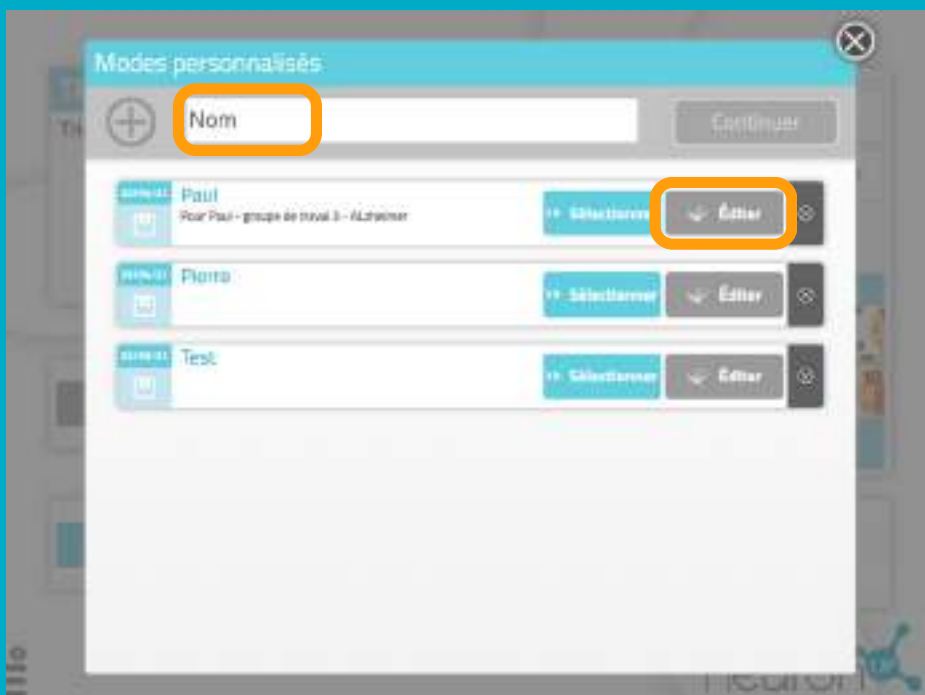 Modes personnalisés
Nom
Continuer
Paul
Pour Paul - groupe de travail 3 - ALzheimer
Sélectionner
Éditer
Pierre
Sélectionner
Éditer
Test
Sélectionner
Éditer